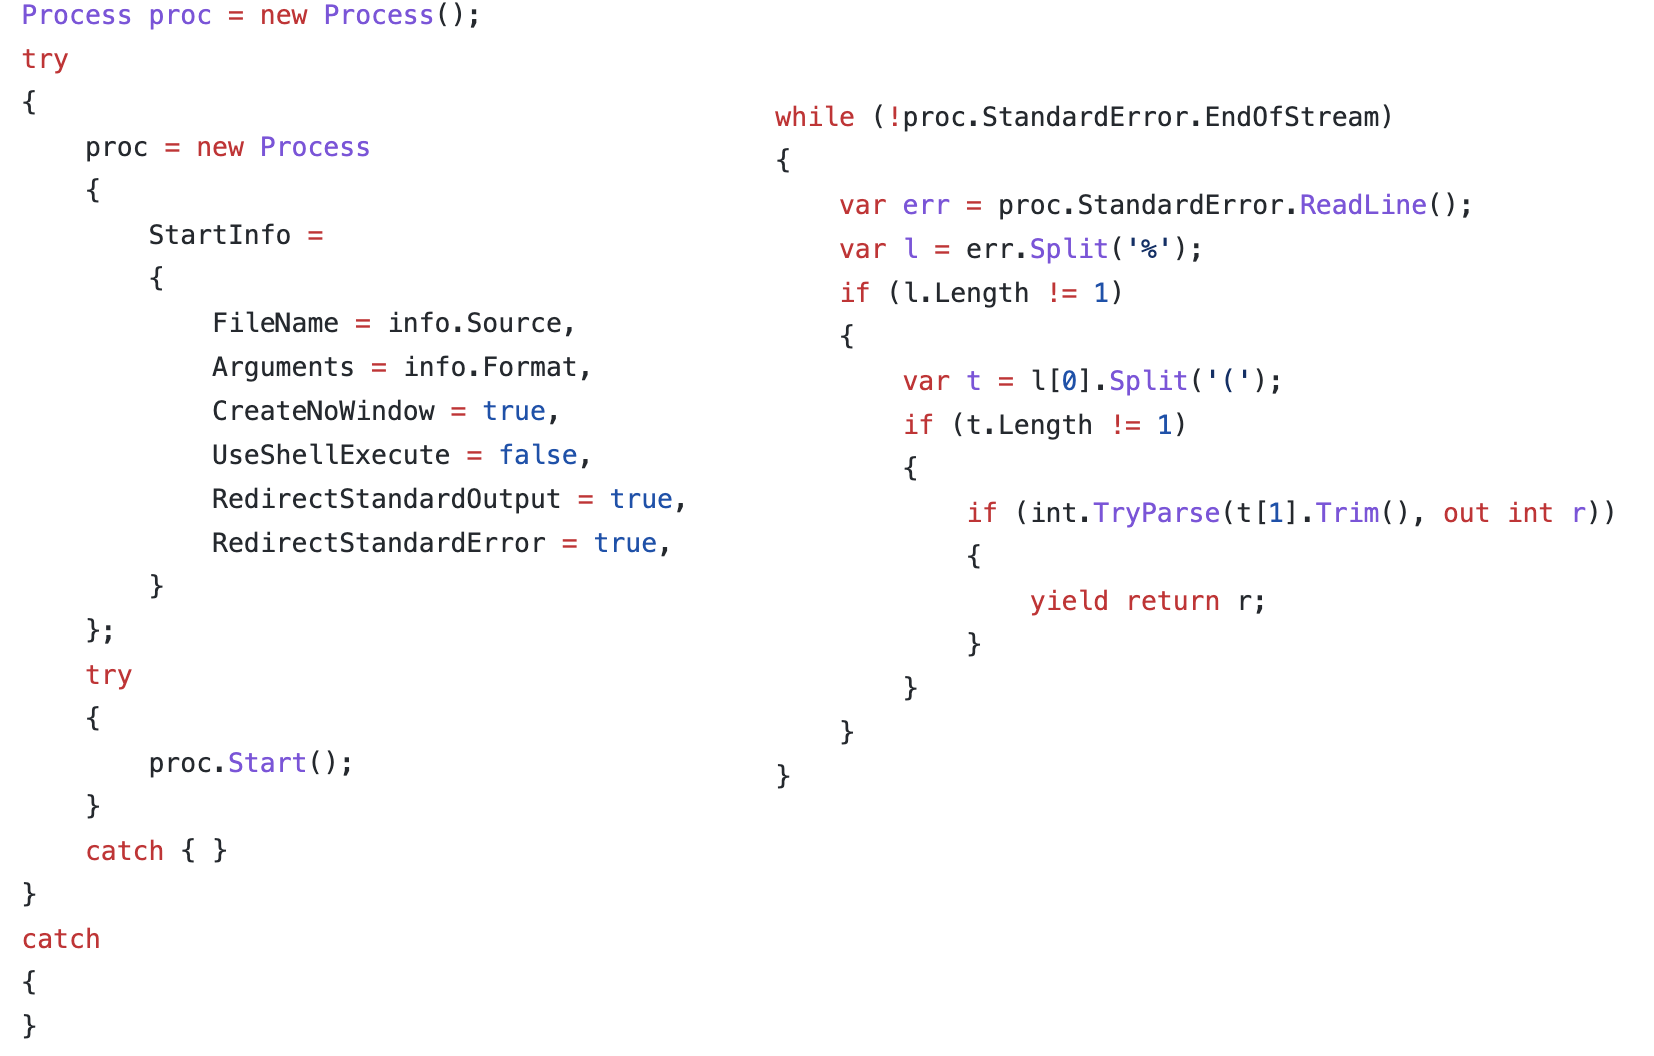 Process proc = new Process();
try
{
    proc = new Process
    {
        StartInfo =
        {
            FileName = info.Source,
            Arguments = info.Format,
            CreateNoWindow = true,
            UseShellExecute = false,
            RedirectStandardOutput = true,
            RedirectStandardError = true,
        }
    };
    try
    {
        proc.Start();
    }
    catch { }
}
catch
{
}
while (!proc.StandardError.EndOfStream)
{
    var err = proc.StandardError.ReadLine();
    var l = err.Split('%');
    if (l.Length != 1)
    {
        var t = l[0].Split('(');
        if (t.Length != 1)
        {
            if (int.TryParse(t[1].Trim(), out int r))
            {
                yield return r;
            }
        }
    }
}